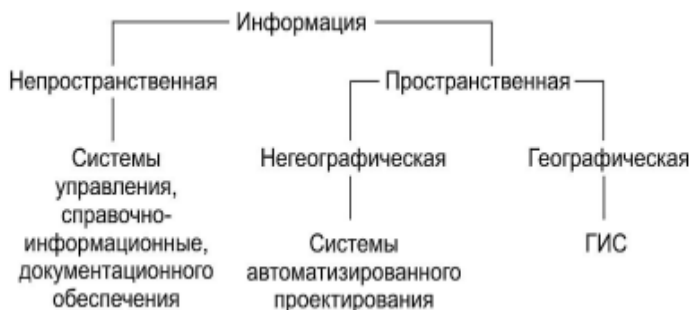 Информация
Непространственная
Пространственная
Системы
управления,
справочно-
информационные,
документационного
обеспечения
Негеографическая
Географическая
Системы
автоматизированного
проектирования
ГИС